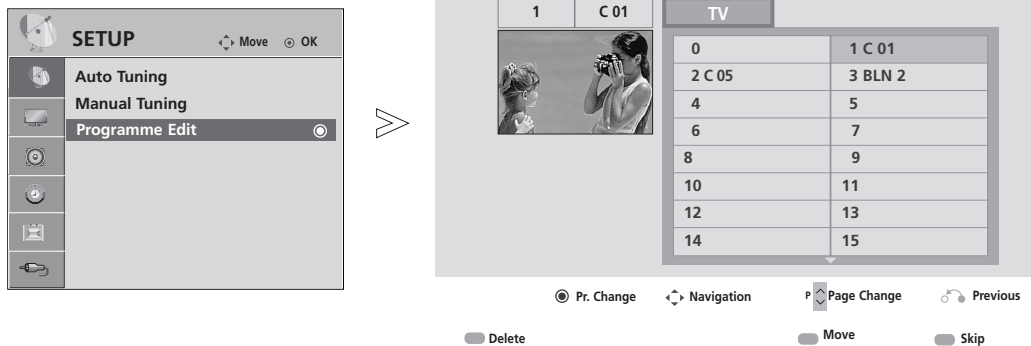 SETUP
Move OK
Auto Tuning
Manual Tuning
Programme Edit
1 C 01
TV
0 1 C 01
2 C 05 3 BLN 2
4 5
6 7
8 9
10 11
12 13
14 15
Pr. Change Navigation P Page Change Previous
Delete Move Skip